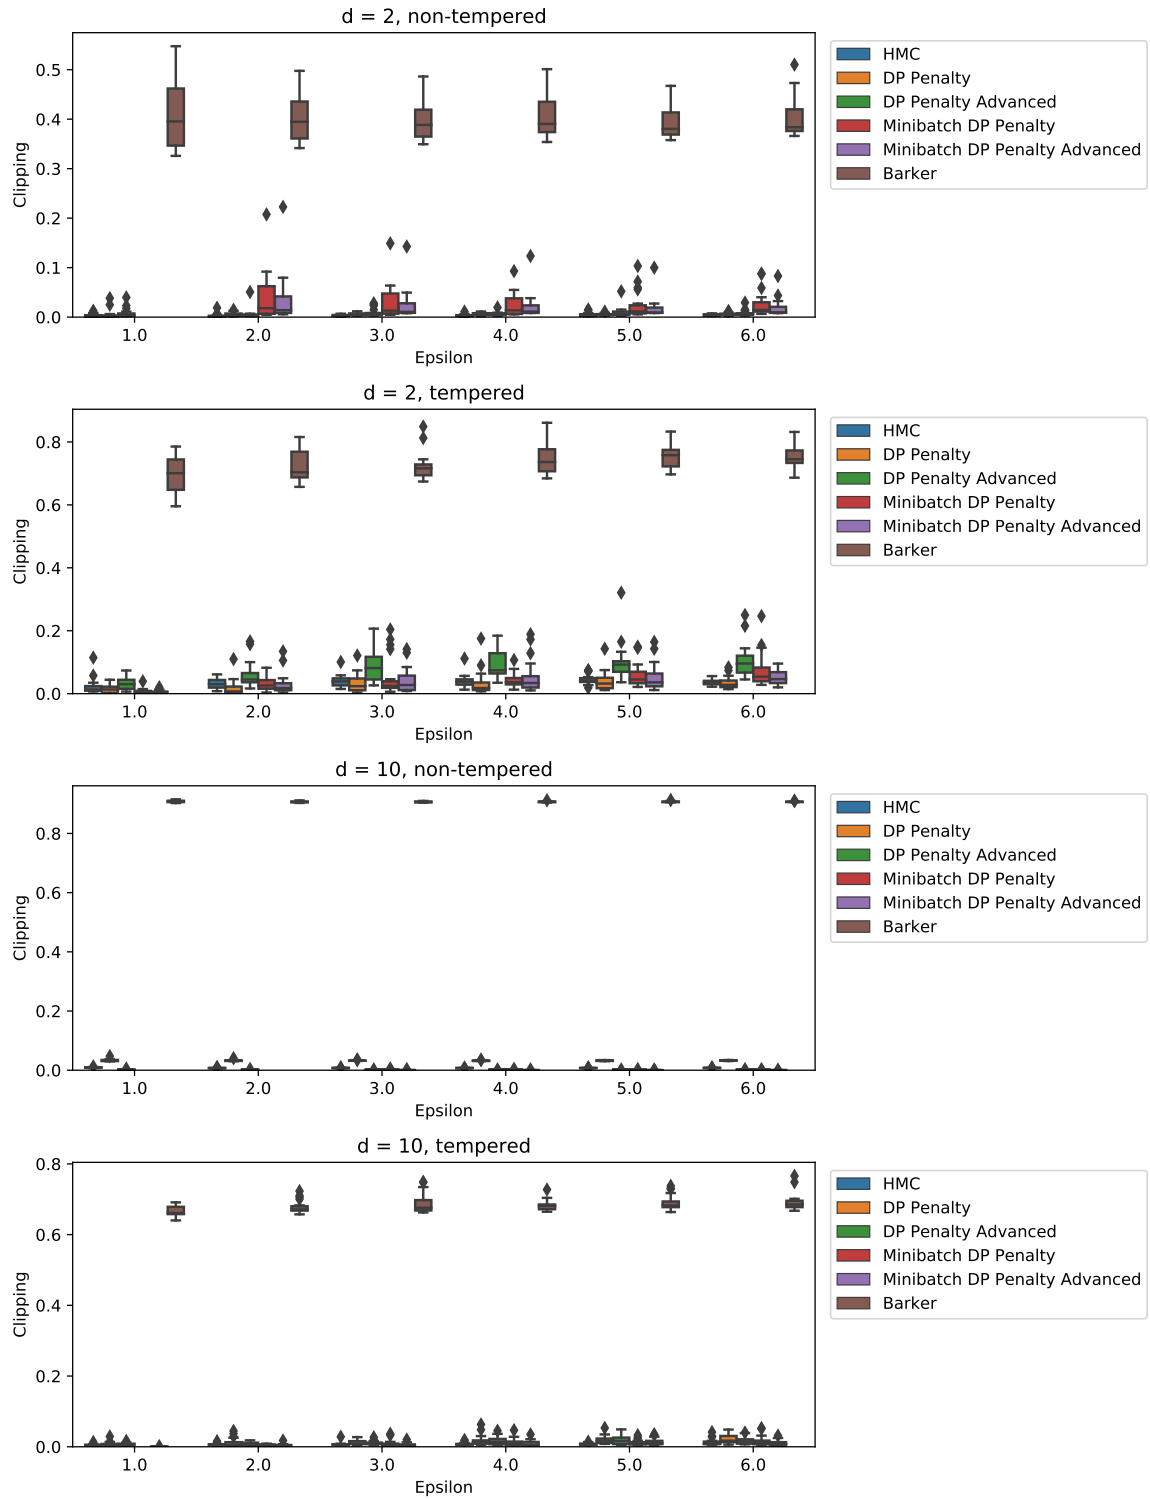 d = 2, non-tempered
0.5
0.4
0.3
0.2
0.1
0.0
Clipping
1.0 2.0 3.0 4.0 5.0 6.0
Epsilon
HMC
DP Penalty
DP Penalty Advanced
Minibatch DP Penalty
Minibatch DP Penalty Advanced
Barker
d = 2, tempered
0.8
0.6
0.4
0.2
0.0
Clipping
1.0 2.0 3.0 4.0 5.0 6.0
Epsilon
HMC
DP Penalty
DP Penalty Advanced
Minibatch DP Penalty
Minibatch DP Penalty Advanced
Barker
d = 10, non-tempered
0.8
0.6
0.4
0.2
0.0
Clipping
1.0 2.0 3.0 4.0 5.0 6.0
Epsilon
HMC
DP Penalty
DP Penalty Advanced
Minibatch DP Penalty
Minibatch DP Penalty Advanced
Barker
d = 10, tempered
0.8
0.6
0.4
0.2
0.0
Clipping
1.0 2.0 3.0 4.0 5.0 6.0
Epsilon
HMC
DP Penalty
DP Penalty Advanced
Minibatch DP Penalty
Minibatch DP Penalty Advanced
Barker